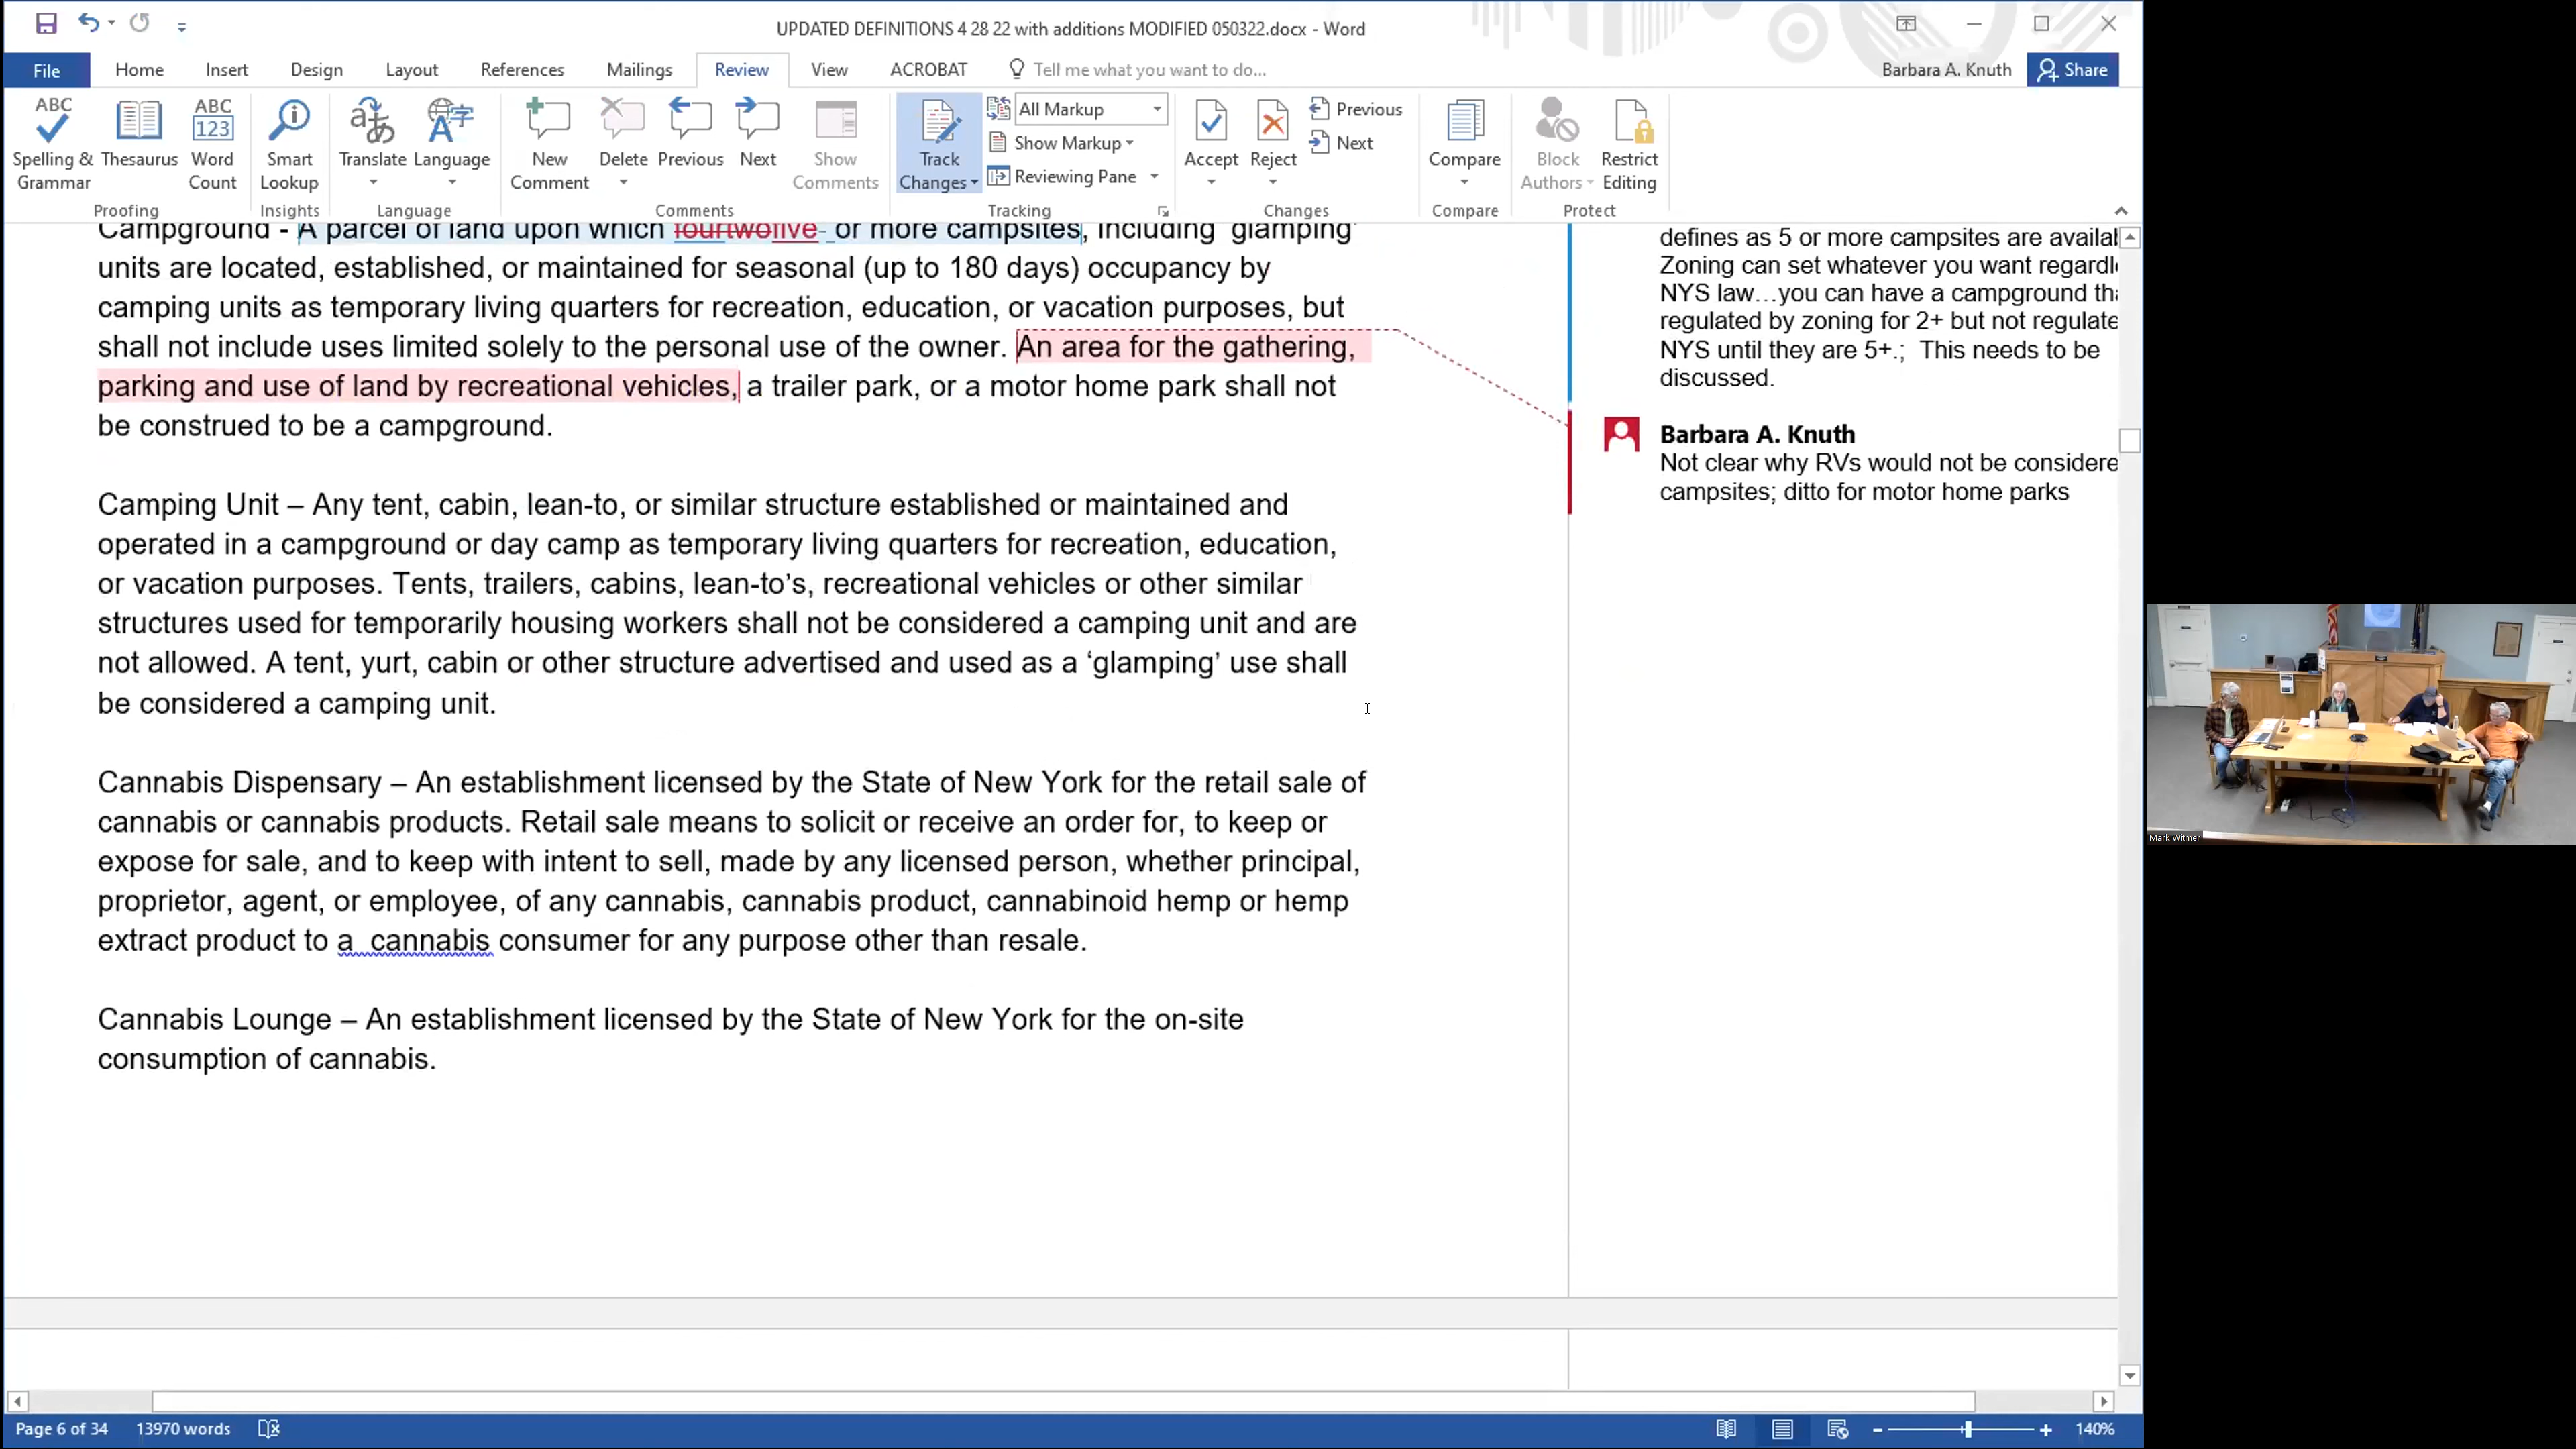 UPDATED DEFINITIONS 4 28 22 with additions MODIFIED 050322.docx - Word
File Home Insert Design Layout References Mailings Review View ACROBAT Tell me what you want to do... Barbara A. Knuth Share
ABC Spelling & Grammar
Thesaurus
ABC 123 Word Count
Smart Lookup
Translate
Language
New Comment
Delete
Previous
Next
Show Comments
Track Changes
All Markup
Show Markup
Reviewing Pane
Accept
Reject
Previous
Next
Compare
Block Authors
Restrict Editing
Proofing Insights Language Comments Tracking Changes Compare Protect
Campground - A parcel of land upon which fourtwofive or more campsites, including 'glamping'
units are located, established, or maintained for seasonal (up to 180 days) occupancy by
camping units as temporary living quarters for recreation, education, or vacation purposes, but
shall not include uses limited solely to the personal use of the owner. An area for the gathering,
parking and use of land by recreational vehicles, a trailer park, or a motor home park shall not
be construed to be a campground.
Camping Unit – Any tent, cabin, lean-to, or similar structure established or maintained and
operated in a campground or day camp as temporary living quarters for recreation, education,
or vacation purposes. Tents, trailers, cabins, lean-to’s, recreational vehicles or other similar
structures used for temporarily housing workers shall not be considered a camping unit and are
not allowed. A tent, yurt, cabin or other structure advertised and used as a ‘glamping’ use shall
be considered a camping unit.
Cannabis Dispensary – An establishment licensed by the State of New York for the retail sale of
cannabis or cannabis products. Retail sale means to solicit or receive an order for, to keep or
expose for sale, and to keep with intent to sell, made by any licensed person, whether principal,
proprietor, agent, or employee, of any cannabis, cannabis product, cannabinoid hemp or hemp
extract product to a  cannabis consumer for any purpose other than resale.
Cannabis Lounge – An establishment licensed by the State of New York for the on-site
consumption of cannabis.
defines as 5 or more campsites are
Zoning can set whatever you want
NYS law…you can have a campground
regulated by zoning for 2+ but not
NYS until they are 5+.;  This needs to be
discussed.
Barbara A. Knuth
Not clear why RVs would not be
campsites; ditto for motor home parks
Mark Witmer
Page 6 of 34 13970 words 140%